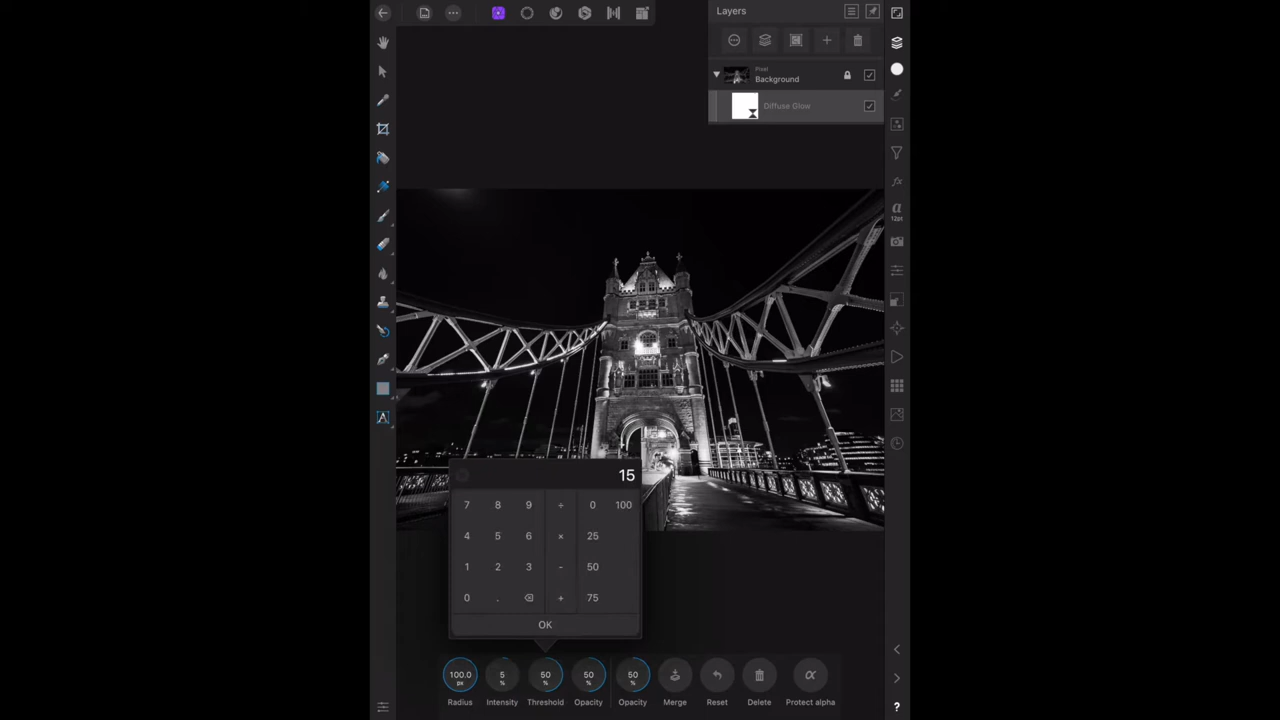 Layers
Pixel
Background
Diffuse Glow
a
12pt
A
15
7 8 9 ÷ 0 100
4 5 6 × 25
1 2 3 - 50
0 . + 75
OK
100.0 px
5 %
50 %
50 %
50 %
α
Radius Intensity Threshold Opacity Opacity Merge Reset Delete Protect alpha
?